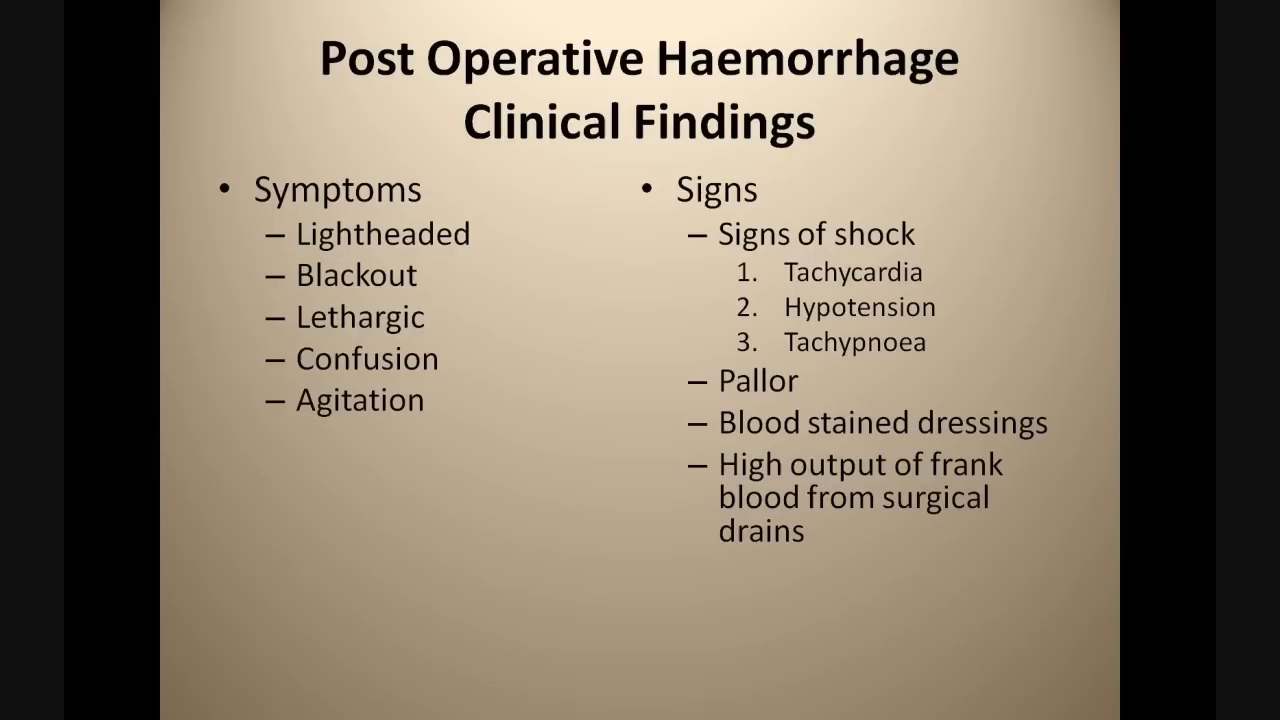 Post Operative Haemorrhage
Clinical Findings
• Symptoms
– Lightheaded
– Blackout
– Lethargic
– Confusion
– Agitation
• Signs
– Signs of shock
1. Tachycardia
2. Hypotension
3. Tachypnoea
– Pallor
– Blood stained dressings
– High output of frank
blood from surgical
drains